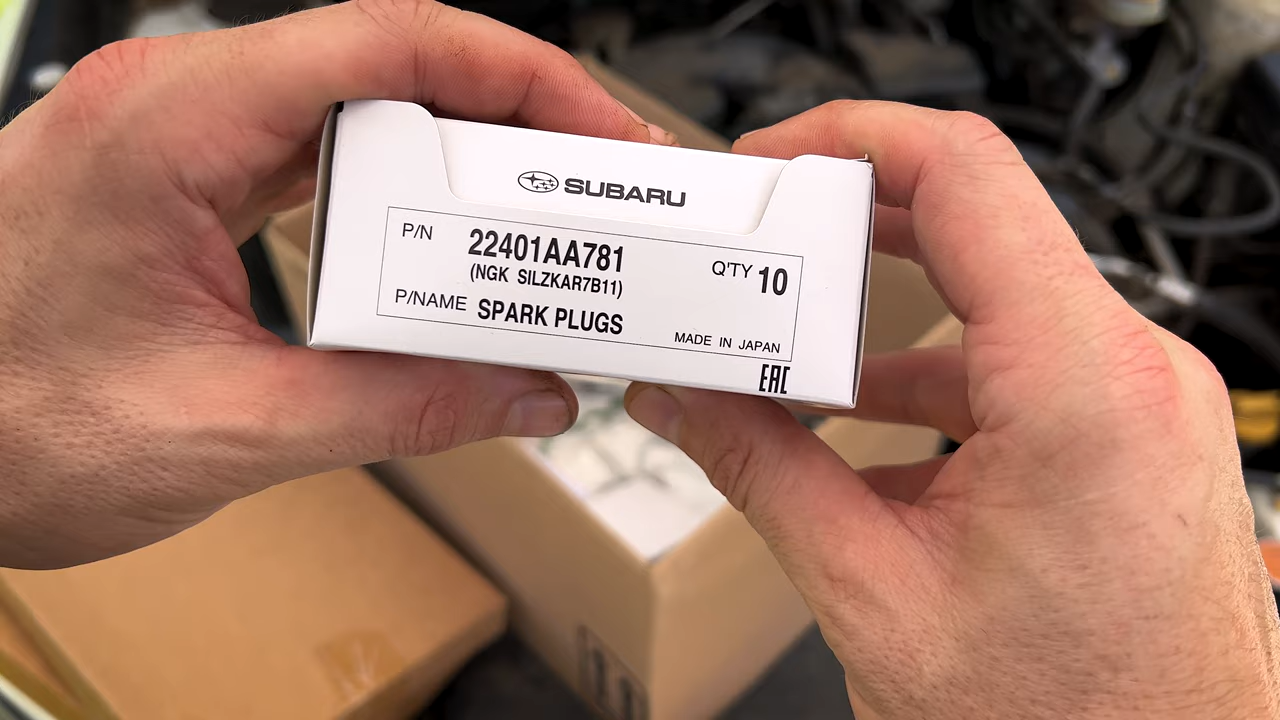 SUBARU
P/N 22401AA781 Q'TY 10
(NGK SILZKAR7B11)
P/NAME SPARK PLUGS
MADE IN JAPAN
EAC